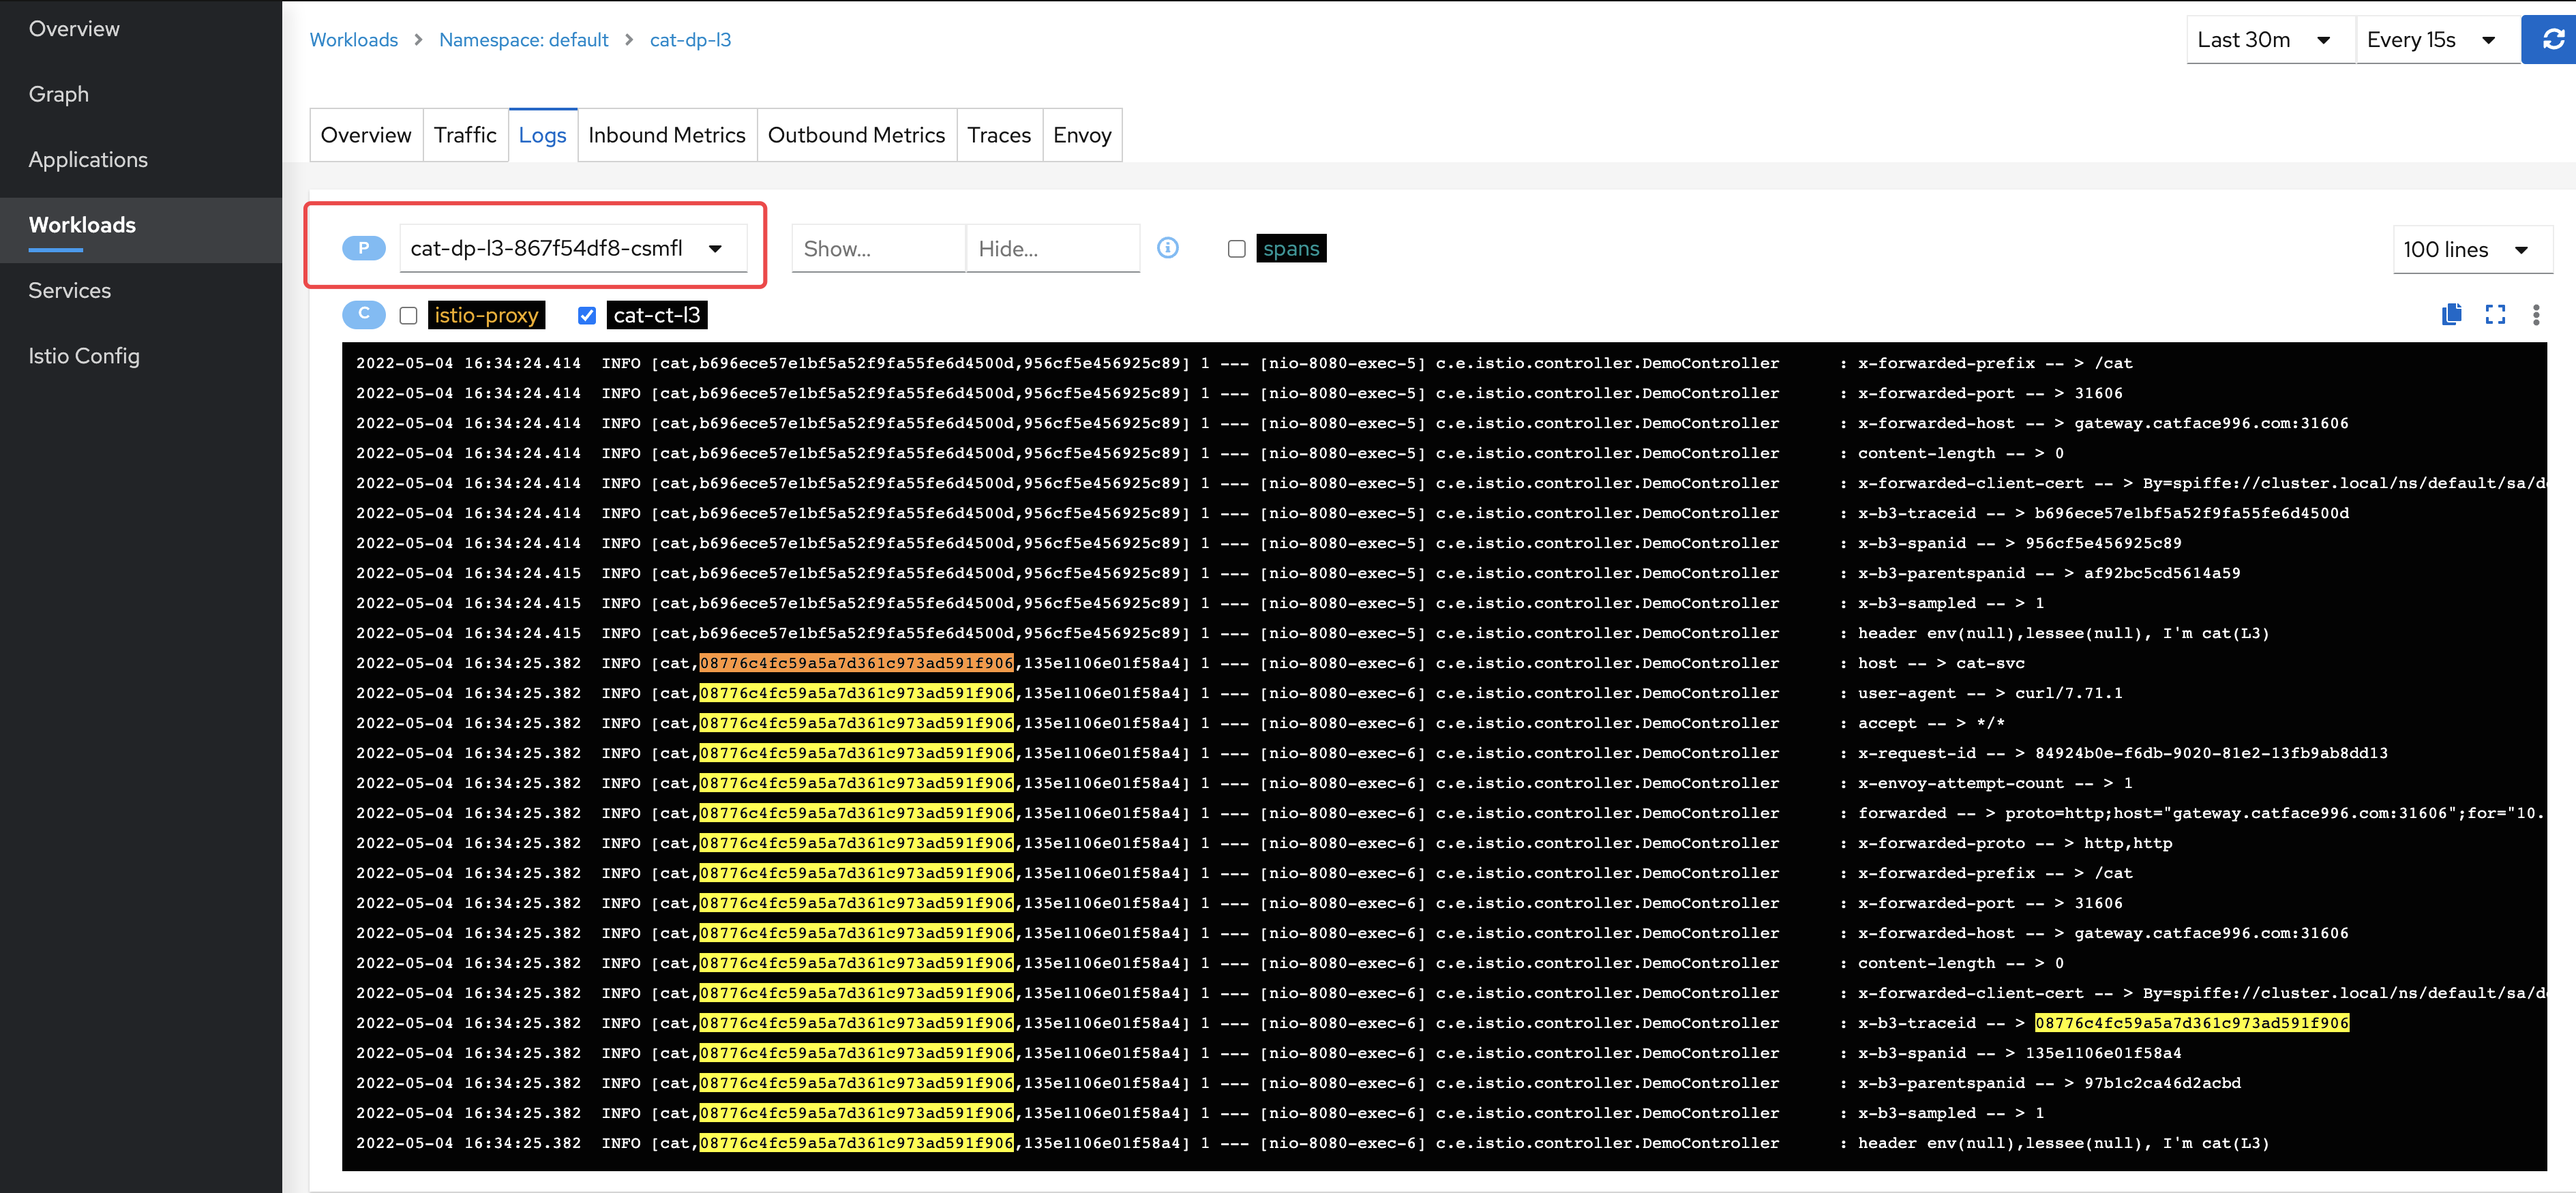 Overview
Graph
Applications
Workloads
Services
Istio Config
Workloads > Namespace: default > cat-dp-l3
Last 30m Every 15s
Overview Traffic Logs Inbound Metrics Outbound Metrics Traces Envoy
P cat-dp-l3-867f54df8-csmfl Show... Hide... spans 100 lines
C istio-proxy cat-ct-l3
2022-05-04 16:34:24.414 INFO [cat,b696ece57e1bf5a52f9fa55fe6d4500d,956cf5e456925c89] 1 --- [nio-8080-exec-5] c.e.istio.controller.DemoController : x-forwarded-prefix -- > /cat
2022-05-04 16:34:24.414 INFO [cat,b696ece57e1bf5a52f9fa55fe6d4500d,956cf5e456925c89] 1 --- [nio-8080-exec-5] c.e.istio.controller.DemoController : x-forwarded-port -- > 31606
2022-05-04 16:34:24.414 INFO [cat,b696ece57e1bf5a52f9fa55fe6d4500d,956cf5e456925c89] 1 --- [nio-8080-exec-5] c.e.istio.controller.DemoController : x-forwarded-host -- > gateway.catface996.com:31606
2022-05-04 16:34:24.414 INFO [cat,b696ece57e1bf5a52f9fa55fe6d4500d,956cf5e456925c89] 1 --- [nio-8080-exec-5] c.e.istio.controller.DemoController : content-length -- > 0
2022-05-04 16:34:24.414 INFO [cat,b696ece57e1bf5a52f9fa55fe6d4500d,956cf5e456925c89] 1 --- [nio-8080-exec-5] c.e.istio.controller.DemoController : x-forwarded-client-cert -- > By=spiffe://cluster.local/ns/default/sa/d
2022-05-04 16:34:24.414 INFO [cat,b696ece57e1bf5a52f9fa55fe6d4500d,956cf5e456925c89] 1 --- [nio-8080-exec-5] c.e.istio.controller.DemoController : x-b3-traceid -- > b696ece57e1bf5a52f9fa55fe6d4500d
2022-05-04 16:34:24.414 INFO [cat,b696ece57e1bf5a52f9fa55fe6d4500d,956cf5e456925c89] 1 --- [nio-8080-exec-5] c.e.istio.controller.DemoController : x-b3-spanid -- > 956cf5e456925c89
2022-05-04 16:34:24.415 INFO [cat,b696ece57e1bf5a52f9fa55fe6d4500d,956cf5e456925c89] 1 --- [nio-8080-exec-5] c.e.istio.controller.DemoController : x-b3-parentspanid -- > af92bc5cd5614a59
2022-05-04 16:34:24.415 INFO [cat,b696ece57e1bf5a52f9fa55fe6d4500d,956cf5e456925c89] 1 --- [nio-8080-exec-5] c.e.istio.controller.DemoController : x-b3-sampled -- > 1
2022-05-04 16:34:24.415 INFO [cat,b696ece57e1bf5a52f9fa55fe6d4500d,956cf5e456925c89] 1 --- [nio-8080-exec-5] c.e.istio.controller.DemoController : header env(null),lessee(null), I'm cat(L3)
2022-05-04 16:34:25.382 INFO [cat,08776c4fc59a5a7d361c973ad591f906,135e1106e01f58a4] 1 --- [nio-8080-exec-6] c.e.istio.controller.DemoController : host -- > cat-svc
2022-05-04 16:34:25.382 INFO [cat,08776c4fc59a5a7d361c973ad591f906,135e1106e01f58a4] 1 --- [nio-8080-exec-6] c.e.istio.controller.DemoController : user-agent -- > curl/7.71.1
2022-05-04 16:34:25.382 INFO [cat,08776c4fc59a5a7d361c973ad591f906,135e1106e01f58a4] 1 --- [nio-8080-exec-6] c.e.istio.controller.DemoController : accept -- > */*
2022-05-04 16:34:25.382 INFO [cat,08776c4fc59a5a7d361c973ad591f906,135e1106e01f58a4] 1 --- [nio-8080-exec-6] c.e.istio.controller.DemoController : x-request-id -- > 84924b0e-f6db-9020-81e2-13fb9ab8dd13
2022-05-04 16:34:25.382 INFO [cat,08776c4fc59a5a7d361c973ad591f906,135e1106e01f58a4] 1 --- [nio-8080-exec-6] c.e.istio.controller.DemoController : x-envoy-attempt-count -- > 1
2022-05-04 16:34:25.382 INFO [cat,08776c4fc59a5a7d361c973ad591f906,135e1106e01f58a4] 1 --- [nio-8080-exec-6] c.e.istio.controller.DemoController : forwarded -- > proto=http;host="gateway.catface996.com:31606";for="10.
2022-05-04 16:34:25.382 INFO [cat,08776c4fc59a5a7d361c973ad591f906,135e1106e01f58a4] 1 --- [nio-8080-exec-6] c.e.istio.controller.DemoController : x-forwarded-proto -- > http,http
2022-05-04 16:34:25.382 INFO [cat,08776c4fc59a5a7d361c973ad591f906,135e1106e01f58a4] 1 --- [nio-8080-exec-6] c.e.istio.controller.DemoController : x-forwarded-prefix -- > /cat
2022-05-04 16:34:25.382 INFO [cat,08776c4fc59a5a7d361c973ad591f906,135e1106e01f58a4] 1 --- [nio-8080-exec-6] c.e.istio.controller.DemoController : x-forwarded-port -- > 31606
2022-05-04 16:34:25.382 INFO [cat,08776c4fc59a5a7d361c973ad591f906,135e1106e01f58a4] 1 --- [nio-8080-exec-6] c.e.istio.controller.DemoController : x-forwarded-host -- > gateway.catface996.com:31606
2022-05-04 16:34:25.382 INFO [cat,08776c4fc59a5a7d361c973ad591f906,135e1106e01f58a4] 1 --- [nio-8080-exec-6] c.e.istio.controller.DemoController : content-length -- > 0
2022-05-04 16:34:25.382 INFO [cat,08776c4fc59a5a7d361c973ad591f906,135e1106e01f58a4] 1 --- [nio-8080-exec-6] c.e.istio.controller.DemoController : x-forwarded-client-cert -- > By=spiffe://cluster.local/ns/default/sa/d
2022-05-04 16:34:25.382 INFO [cat,08776c4fc59a5a7d361c973ad591f906,135e1106e01f58a4] 1 --- [nio-8080-exec-6] c.e.istio.controller.DemoController : x-b3-traceid -- > 08776c4fc59a5a7d361c973ad591f906
2022-05-04 16:34:25.382 INFO [cat,08776c4fc59a5a7d361c973ad591f906,135e1106e01f58a4] 1 --- [nio-8080-exec-6] c.e.istio.controller.DemoController : x-b3-spanid -- > 135e1106e01f58a4
2022-05-04 16:34:25.382 INFO [cat,08776c4fc59a5a7d361c973ad591f906,135e1106e01f58a4] 1 --- [nio-8080-exec-6] c.e.istio.controller.DemoController : x-b3-parentspanid -- > 97b1c2ca46d2acbd
2022-05-04 16:34:25.382 INFO [cat,08776c4fc59a5a7d361c973ad591f906,135e1106e01f58a4] 1 --- [nio-8080-exec-6] c.e.istio.controller.DemoController : x-b3-sampled -- > 1
2022-05-04 16:34:25.382 INFO [cat,08776c4fc59a5a7d361c973ad591f906,135e1106e01f58a4] 1 --- [nio-8080-exec-6] c.e.istio.controller.DemoController : header env(null),lessee(null), I'm cat(L3)